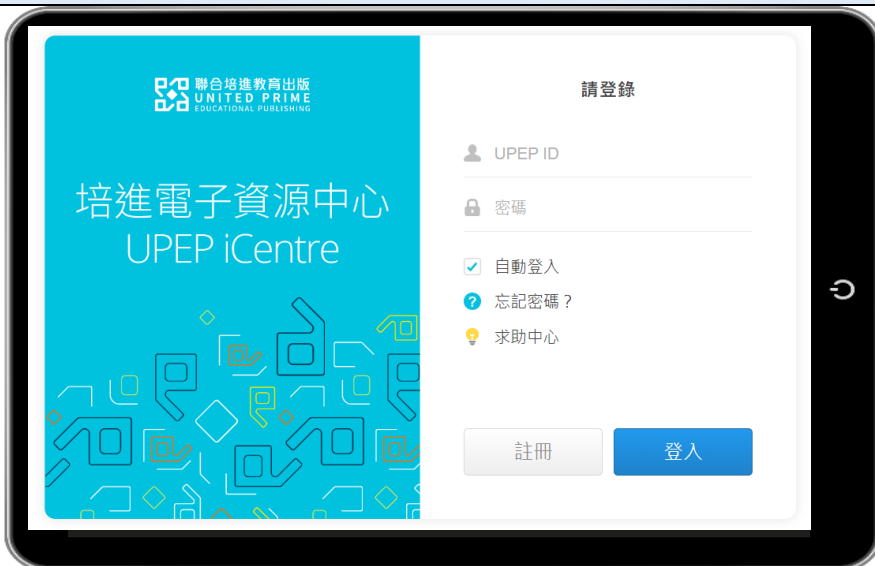 聯合培進教育出版
UNITED PRIME
EDUCATIONAL PUBLISHING
培進電子資源中心
UPEP iCentre
請登錄
UPEP ID
密碼
自動登入
忘記密碼？
求助中心
註冊
登入